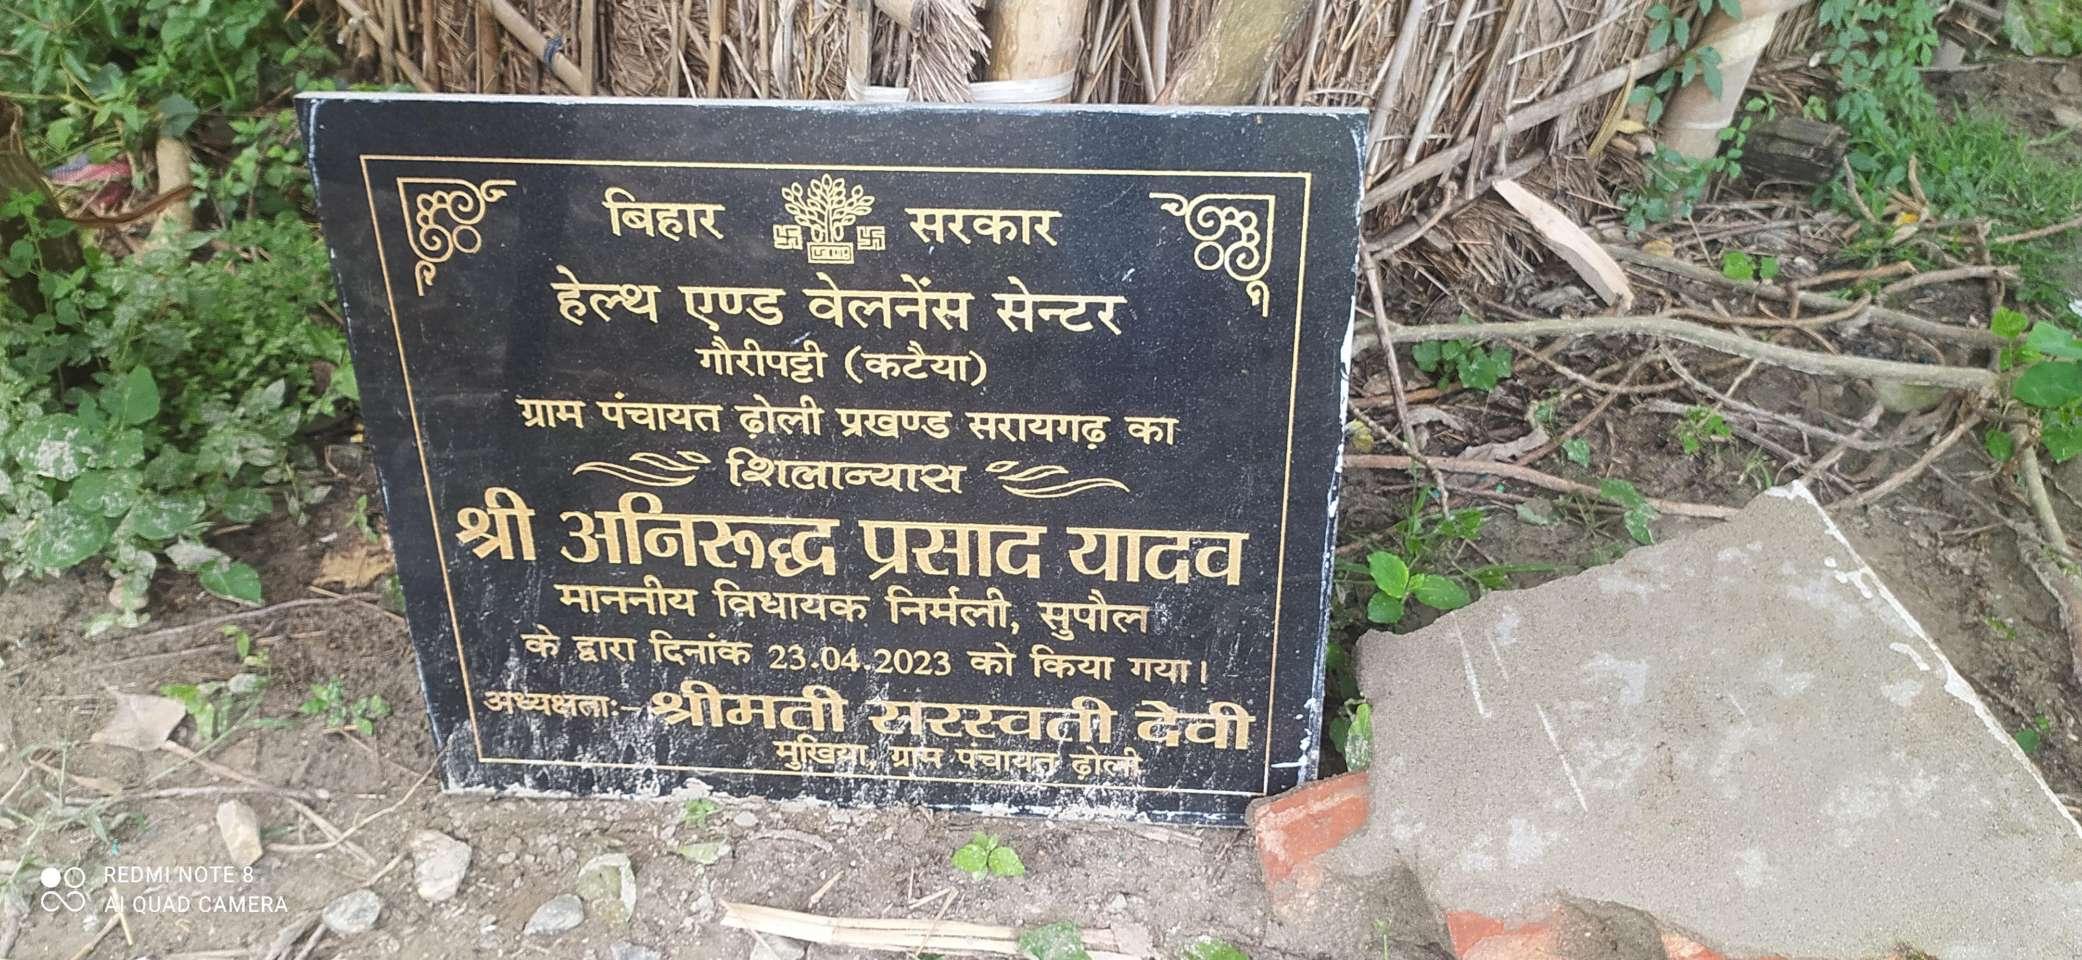 बिहार सरकार
हेल्थ एण्ड वेलनेंस सेन्टर
गौरीपट्टी (कटैया)
ग्राम पंचायत ढ़ोली प्रखण्ड सरायगढ़ का
शिलान्यास
श्री अनिरूद्ध प्रसाद यादव
माननीय विधायक निर्मली, सुपौल
के द्वारा दिनांक 23.04.2023 को किया गया।
अध्यक्षताः- श्रीमती सरस्वती देवी
मुखिया, ग्राम पंचायत ढ़ोली
REDMI NOTE 8
AI QUAD CAMERA